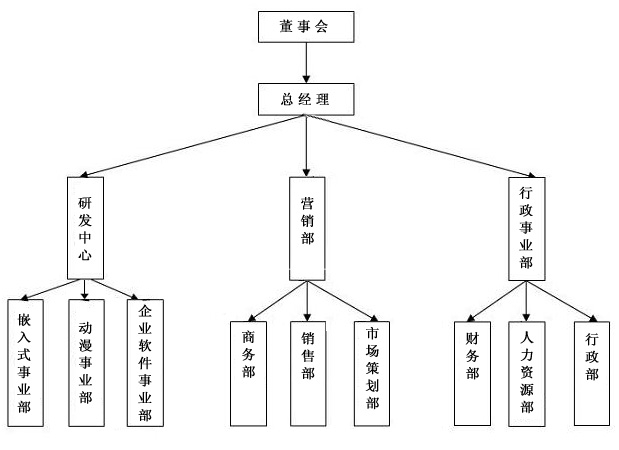 董事会
总经理
研发中心
营销部
行政事业部
嵌入式事业部
动漫事业部
企业软件事业部
商务部
销售部
市场策划部
财务部
人力资源部
行政部